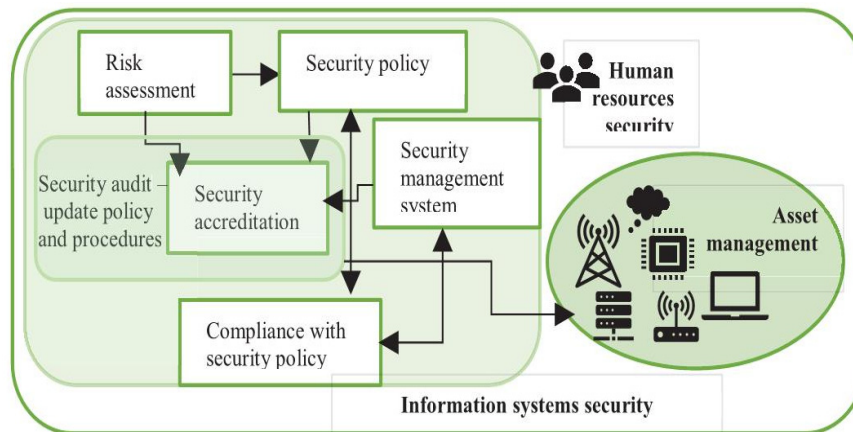 Risk
assessment
Security policy
Human
resources
security
Security audit –
update policy
and procedures
Security
accreditation
Security
management
system
Asset
management
Compliance with
security policy
Information systems security